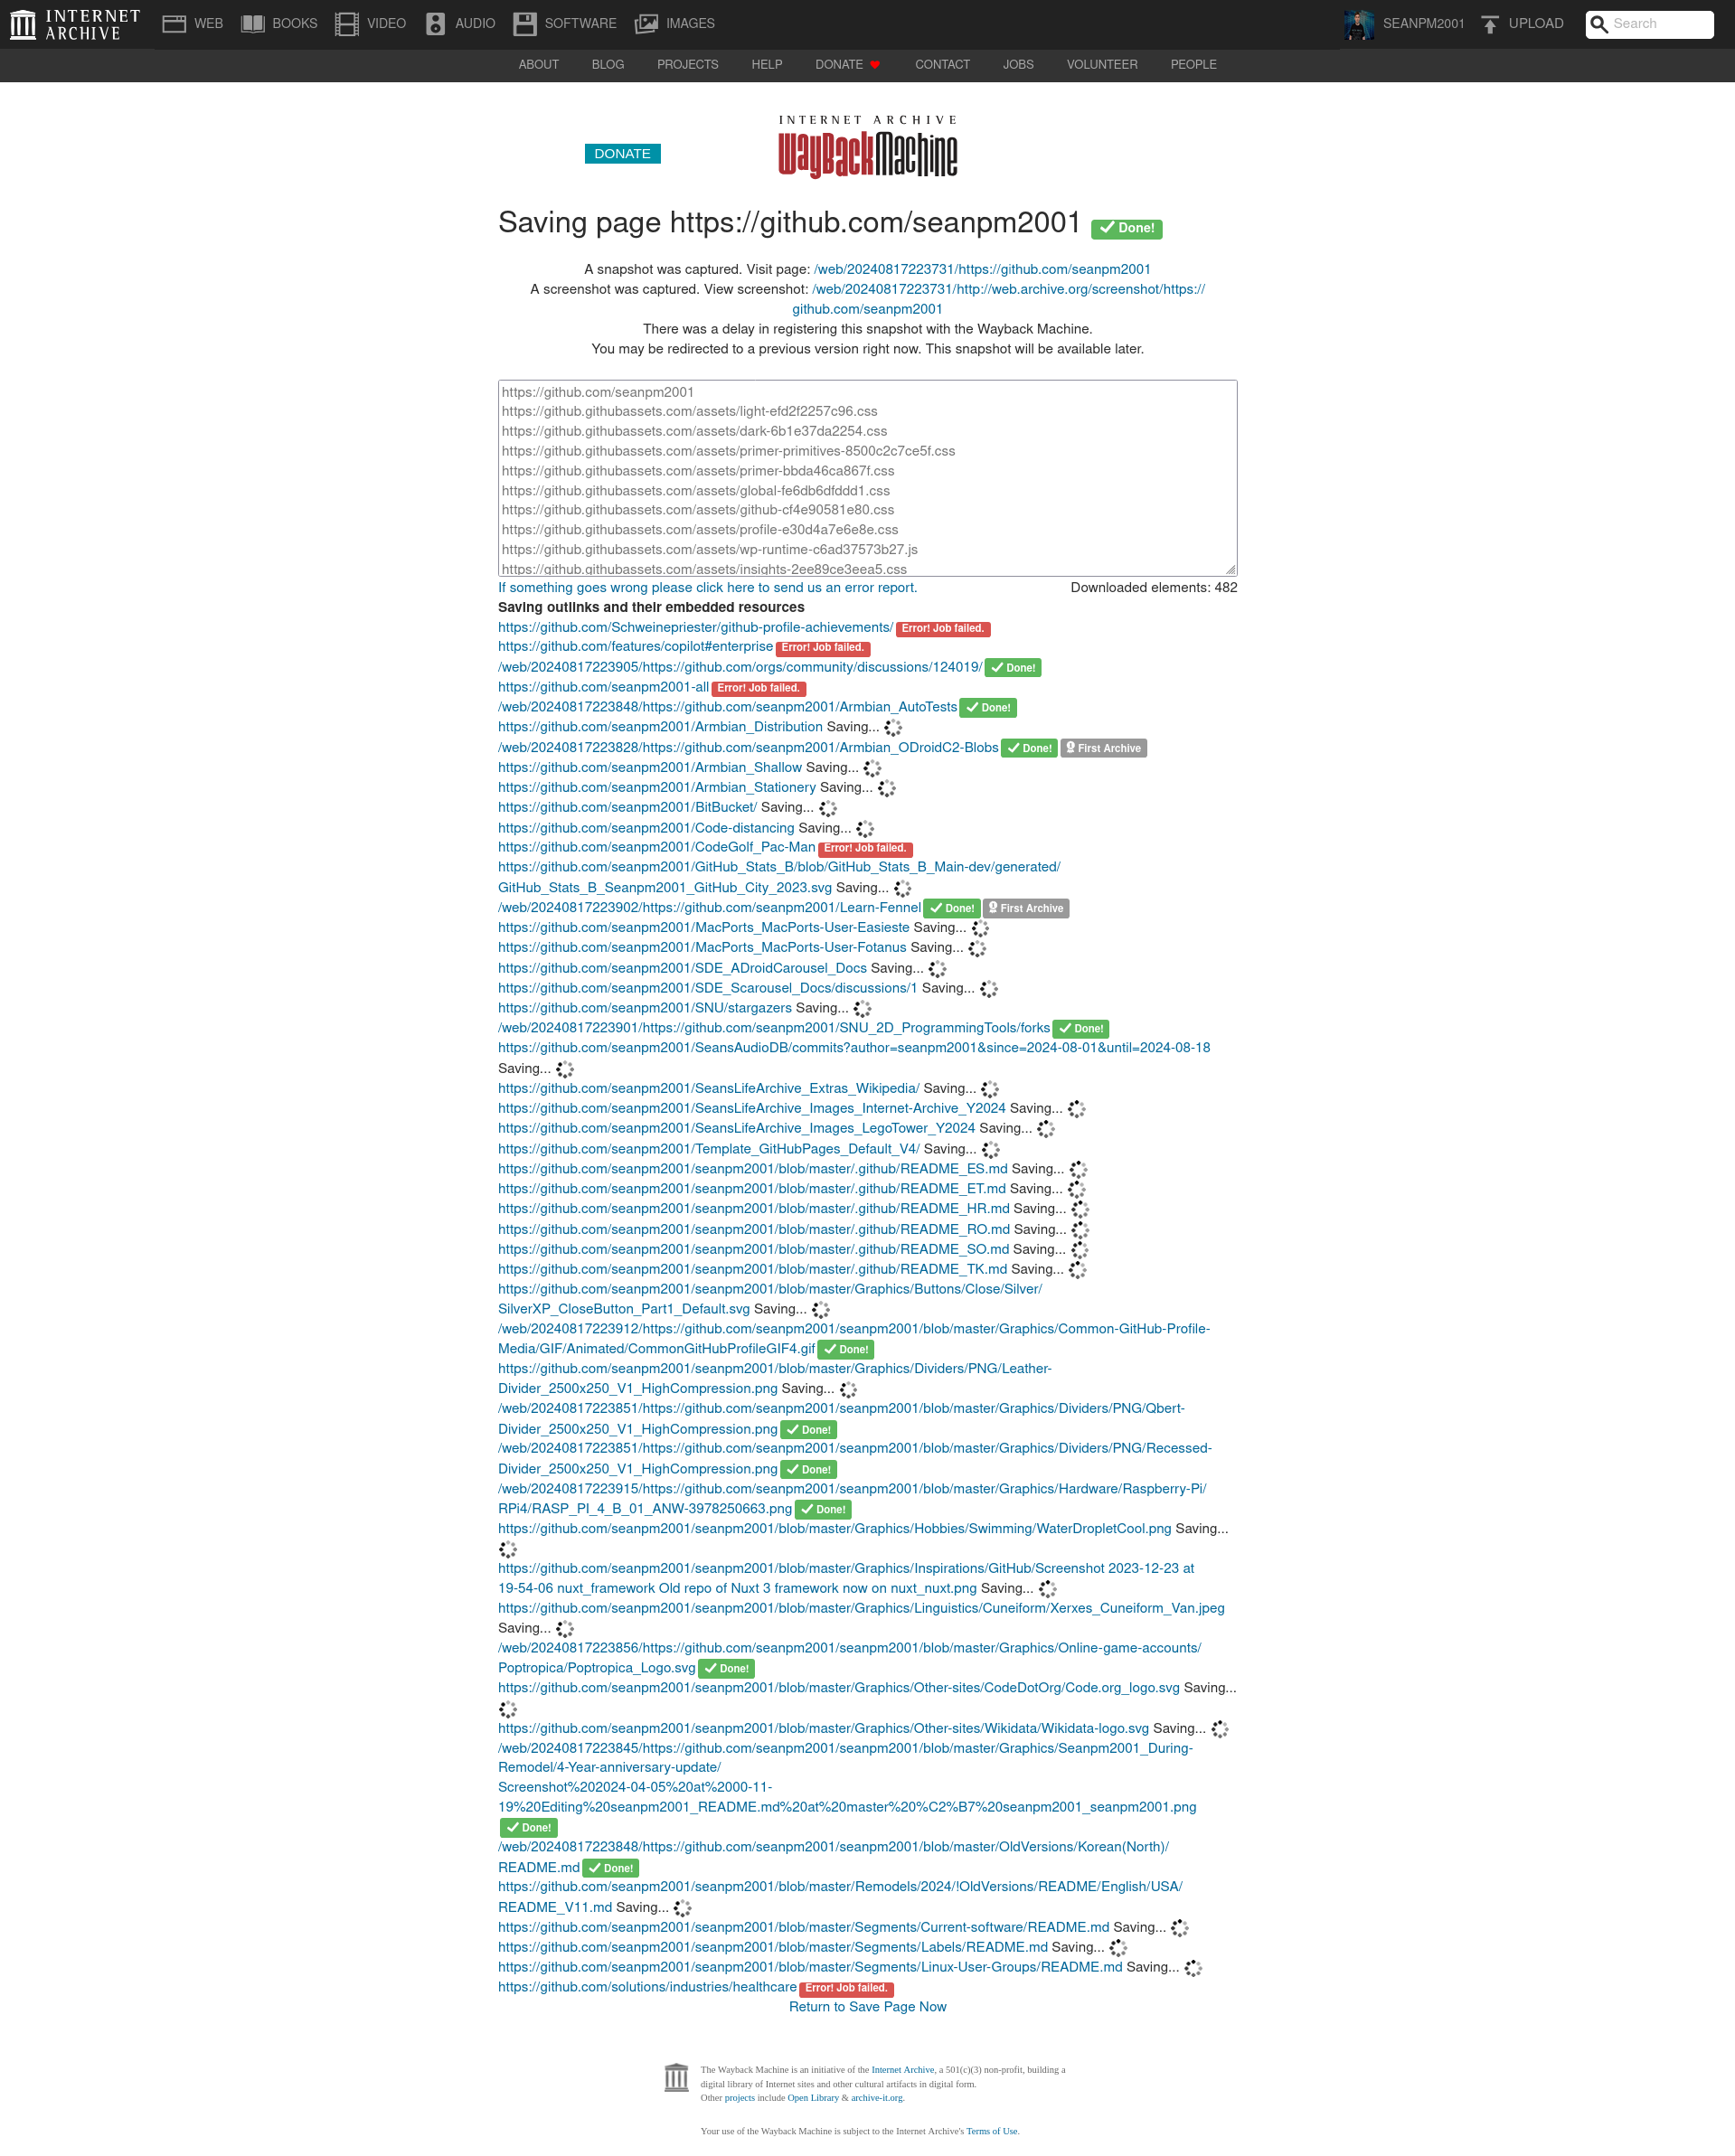 INTERNET
ARCHIVE
WEB BOOKS VIDEO AUDIO SOFTWARE IMAGES SEANPM2001 UPLOAD Search
ABOUT BLOG PROJECTS HELP DONATE CONTACT JOBS VOLUNTEER PEOPLE
INTERNET ARCHIVE
DONATE
WayBackMachine
Saving page https://github.com/seanpm2001 Done!
A snapshot was captured. Visit page: /web/20240817223731/https://github.com/seanpm2001
A screenshot was captured. View screenshot: /web/20240817223731/http://web.archive.org/screenshot/https://
github.com/seanpm2001
There was a delay in registering this snapshot with the Wayback Machine.
You may be redirected to a previous version right now. This snapshot will be available later.
https://github.com/seanpm2001
https://github.githubassets.com/assets/light-efd2f2257c96.css
https://github.githubassets.com/assets/dark-6b1e37da2254.css
https://github.githubassets.com/assets/primer-primitives-8500c2c7ce5f.css
https://github.githubassets.com/assets/primer-bbda46ca867f.css
https://github.githubassets.com/assets/global-fe6db6dfddd1.css
https://github.githubassets.com/assets/github-cf4e90581e80.css
https://github.githubassets.com/assets/profile-e30d4a7e6e8e.css
https://github.githubassets.com/assets/wp-runtime-c6ad37573b27.js
https://github.githubassets.com/assets/insights-2ee89ce3eea5.css
If something goes wrong please click here to send us an error report. Downloaded elements: 482
Saving outlinks and their embedded resources
https://github.com/Schweinepriester/github-profile-achievements/ Error! Job failed.
https://github.com/features/copilot#enterprise Error! Job failed.
/web/20240817223905/https://github.com/orgs/community/discussions/124019/ Done!
https://github.com/seanpm2001-all Error! Job failed.
/web/20240817223848/https://github.com/seanpm2001/Armbian_AutoTests Done!
https://github.com/seanpm2001/Armbian_Distribution Saving...
/web/20240817223828/https://github.com/seanpm2001/Armbian_ODroidC2-Blobs Done! First Archive
https://github.com/seanpm2001/Armbian_Shallow Saving...
https://github.com/seanpm2001/Armbian_Stationery Saving...
https://github.com/seanpm2001/BitBucket/ Saving...
https://github.com/seanpm2001/Code-distancing Saving...
https://github.com/seanpm2001/CodeGolf_Pac-Man Error! Job failed.
https://github.com/seanpm2001/GitHub_Stats_B/blob/GitHub_Stats_B_Main-dev/generated/
GitHub_Stats_B_Seanpm2001_GitHub_City_2023.svg Saving...
/web/20240817223902/https://github.com/seanpm2001/Learn-Fennel Done! First Archive
https://github.com/seanpm2001/MacPorts_MacPorts-User-Easieste Saving...
https://github.com/seanpm2001/MacPorts_MacPorts-User-Fotanus Saving...
https://github.com/seanpm2001/SDE_ADroidCarousel_Docs Saving...
https://github.com/seanpm2001/SDE_Scarousel_Docs/discussions/1 Saving...
https://github.com/seanpm2001/SNU/stargazers Saving...
/web/20240817223901/https://github.com/seanpm2001/SNU_2D_ProgrammingTools/forks Done!
https://github.com/seanpm2001/SeansAudioDB/commits?author=seanpm2001&since=2024-08-01&until=2024-08-18
Saving...
https://github.com/seanpm2001/SeansLifeArchive_Extras_Wikipedia/ Saving...
https://github.com/seanpm2001/SeansLifeArchive_Images_Internet-Archive_Y2024 Saving...
https://github.com/seanpm2001/SeansLifeArchive_Images_LegoTower_Y2024 Saving...
https://github.com/seanpm2001/Template_GitHubPages_Default_V4/ Saving...
https://github.com/seanpm2001/seanpm2001/blob/master/.github/README_ES.md Saving...
https://github.com/seanpm2001/seanpm2001/blob/master/.github/README_ET.md Saving...
https://github.com/seanpm2001/seanpm2001/blob/master/.github/README_HR.md Saving...
https://github.com/seanpm2001/seanpm2001/blob/master/.github/README_RO.md Saving...
https://github.com/seanpm2001/seanpm2001/blob/master/.github/README_SO.md Saving...
https://github.com/seanpm2001/seanpm2001/blob/master/.github/README_TK.md Saving...
https://github.com/seanpm2001/seanpm2001/blob/master/Graphics/Buttons/Close/Silver/
SilverXP_CloseButton_Part1_Default.svg Saving...
/web/20240817223912/https://github.com/seanpm2001/seanpm2001/blob/master/Graphics/Common-GitHub-Profile-
Media/GIF/Animated/CommonGitHubProfileGIF4.gif Done!
https://github.com/seanpm2001/seanpm2001/blob/master/Graphics/Dividers/PNG/Leather-
Divider_2500x250_V1_HighCompression.png Saving...
/web/20240817223851/https://github.com/seanpm2001/seanpm2001/blob/master/Graphics/Dividers/PNG/Qbert-
Divider_2500x250_V1_HighCompression.png Done!
/web/20240817223851/https://github.com/seanpm2001/seanpm2001/blob/master/Graphics/Dividers/PNG/Recessed-
Divider_2500x250_V1_HighCompression.png Done!
/web/20240817223915/https://github.com/seanpm2001/seanpm2001/blob/master/Graphics/Hardware/Raspberry-Pi/
RPi4/RASP_PI_4_B_01_ANW-3978250663.png Done!
https://github.com/seanpm2001/seanpm2001/blob/master/Graphics/Hobbies/Swimming/WaterDropletCool.png Saving...
https://github.com/seanpm2001/seanpm2001/blob/master/Graphics/Inspirations/GitHub/Screenshot 2023-12-23 at
19-54-06 nuxt_framework Old repo of Nuxt 3 framework now on nuxt_nuxt.png Saving...
https://github.com/seanpm2001/seanpm2001/blob/master/Graphics/Linguistics/Cuneiform/Xerxes_Cuneiform_Van.jpeg
Saving...
/web/20240817223856/https://github.com/seanpm2001/seanpm2001/blob/master/Graphics/Online-game-accounts/
Poptropica/Poptropica_Logo.svg Done!
https://github.com/seanpm2001/seanpm2001/blob/master/Graphics/Other-sites/CodeDotOrg/Code.org_logo.svg Saving...
https://github.com/seanpm2001/seanpm2001/blob/master/Graphics/Other-sites/Wikidata/Wikidata-logo.svg Saving...
/web/20240817223845/https://github.com/seanpm2001/seanpm2001/blob/master/Graphics/Seanpm2001_During-
Remodel/4-Year-anniversary-update/
Screenshot%202024-04-05%20at%2000-11-
19%20Editing%20seanpm2001_README.md%20at%20master%20%C2%B7%20seanpm2001_seanpm2001.png
Done!
/web/20240817223848/https://github.com/seanpm2001/seanpm2001/blob/master/OldVersions/Korean(North)/
README.md Done!
https://github.com/seanpm2001/seanpm2001/blob/master/Remodels/2024/!OldVersions/README/English/USA/
README_V11.md Saving...
https://github.com/seanpm2001/seanpm2001/blob/master/Segments/Current-software/README.md Saving...
https://github.com/seanpm2001/seanpm2001/blob/master/Segments/Labels/README.md Saving...
https://github.com/seanpm2001/seanpm2001/blob/master/Segments/Linux-User-Groups/README.md Saving...
https://github.com/solutions/industries/healthcare Error! Job failed.
Return to Save Page Now
The Wayback Machine is an initiative of the Internet Archive, a 501(c)(3) non-profit, building a
digital library of Internet sites and other cultural artifacts in digital form.
Other projects include Open Library & archive-it.org.
Your use of the Wayback Machine is subject to the Internet Archive's Terms of Use.